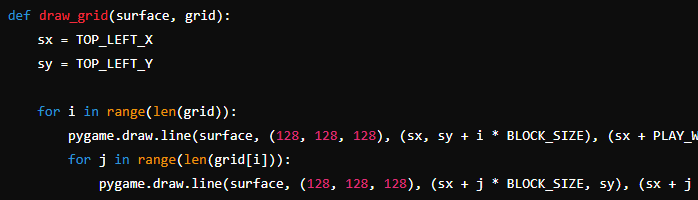 def draw_grid(surface, grid):
    sx = TOP_LEFT_X
    sy = TOP_LEFT_Y
    for i in range(len(grid)):
        pygame.draw.line(surface, (128, 128, 128), (sx, sy + i * BLOCK_SIZE), (sx + PLAY_W
        for j in range(len(grid[i])):
            pygame.draw.line(surface, (128, 128, 128), (sx + j * BLOCK_SIZE, sy), (sx + j